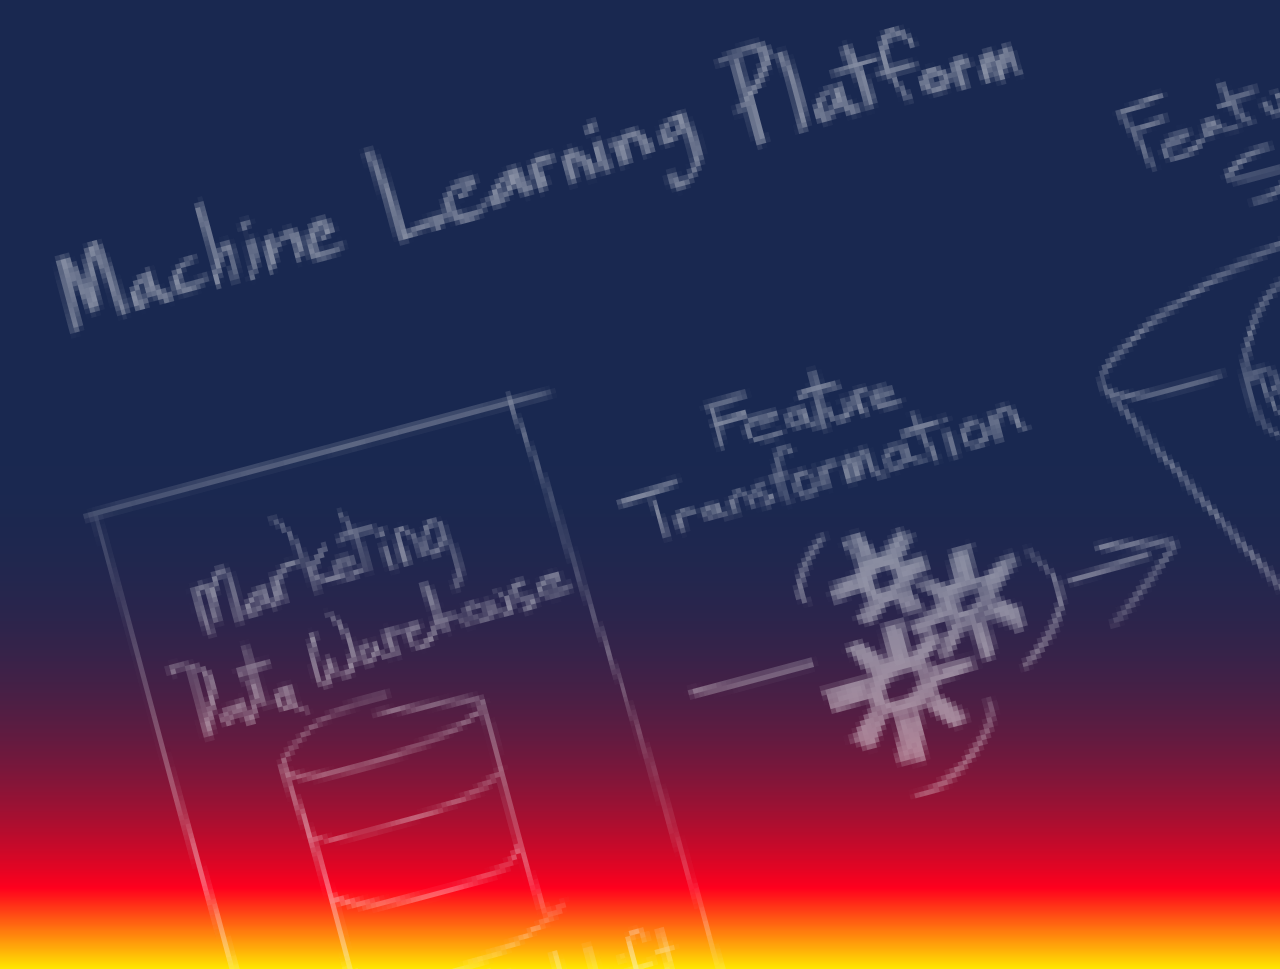 Machine Learning Platform
Feature
Transformation
Marketing
Data Warehouse